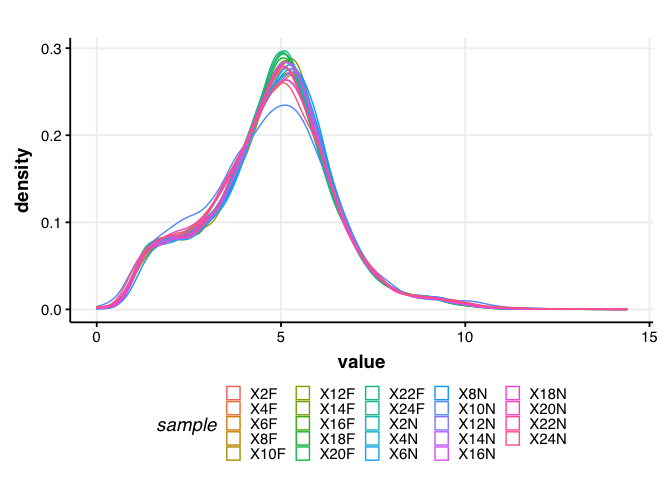 0.3
0.2
density
0.1
0.0
0 5 10 15
value
X2F X12F X22F X8N X18N
X4F X14F X24F X10N X20N
sample X6F X16F X2N X12N X22N
X8F X18F X4N X14N X24N
X10F X20F X6N X16N